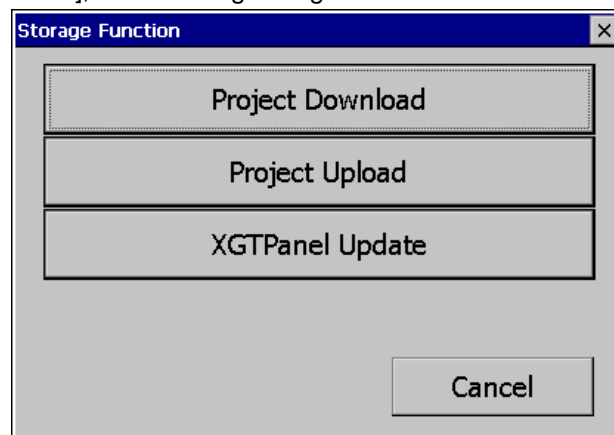 Storage Function
Project Download
Project Upload
XGTPanel Update
Cancel